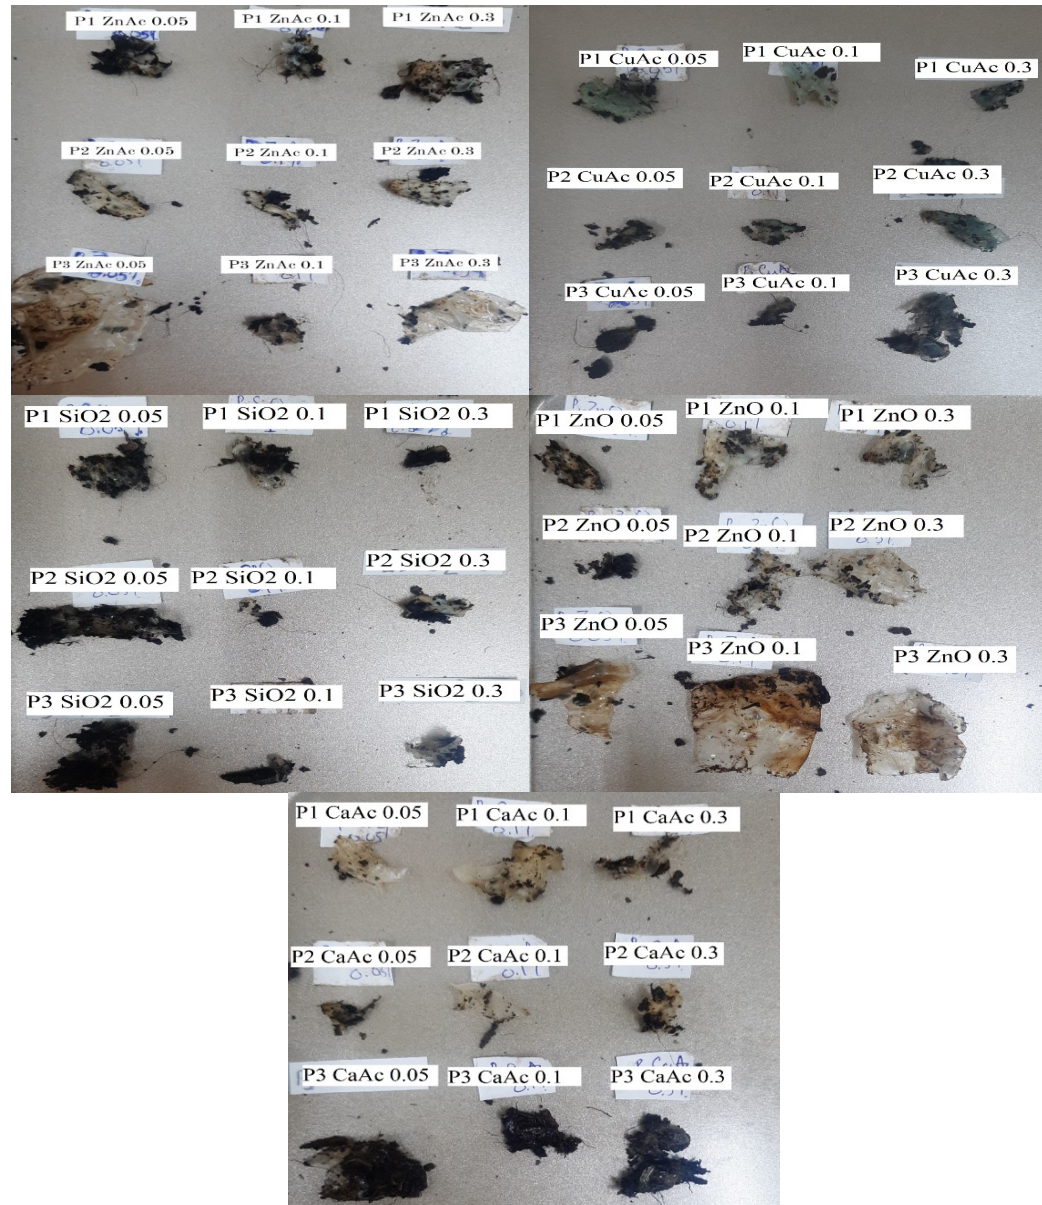 P1 ZnAc 0.05
P1 ZnAc 0.1
P1 ZnAc 0.3
P2 ZnAc 0.05
P2 ZnAc 0.1
P2 ZnAc 0.3
P3 ZnAc 0.05
P3 ZnAc 0.1
P3 ZnAc 0.3
P1 CuAc 0.05
P1 CuAc 0.1
P1 CuAc 0.3
P2 CuAc 0.05
P2 CuAc 0.1
P2 CuAc 0.3
P3 CuAc 0.05
P3 CuAc 0.1
P3 CuAc 0.3
P1 SiO2 0.05
P1 SiO2 0.1
P1 SiO2 0.3
P2 SiO2 0.05
P2 SiO2 0.1
P2 SiO2 0.3
P3 SiO2 0.05
P3 SiO2 0.1
P3 SiO2 0.3
P1 ZnO 0.05
P1 ZnO 0.1
P1 ZnO 0.3
P2 ZnO 0.05
P2 ZnO 0.1
P2 ZnO 0.3
P3 ZnO 0.05
P3 ZnO 0.1
P3 ZnO 0.3
P1 CaAc 0.05
P1 CaAc 0.1
P1 CaAc 0.3
P2 CaAc 0.05
P2 CaAc 0.1
P2 CaAc 0.3
P3 CaAc 0.05
P3 CaAc 0.1
P3 CaAc 0.3